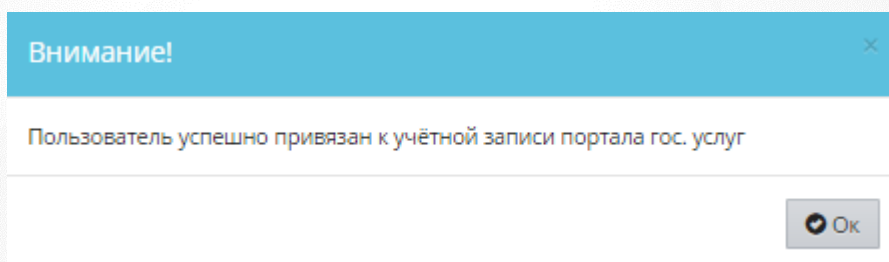 Внимание!
×
Пользователь успешно привязан к учётной записи портала гос. услуг
Ок